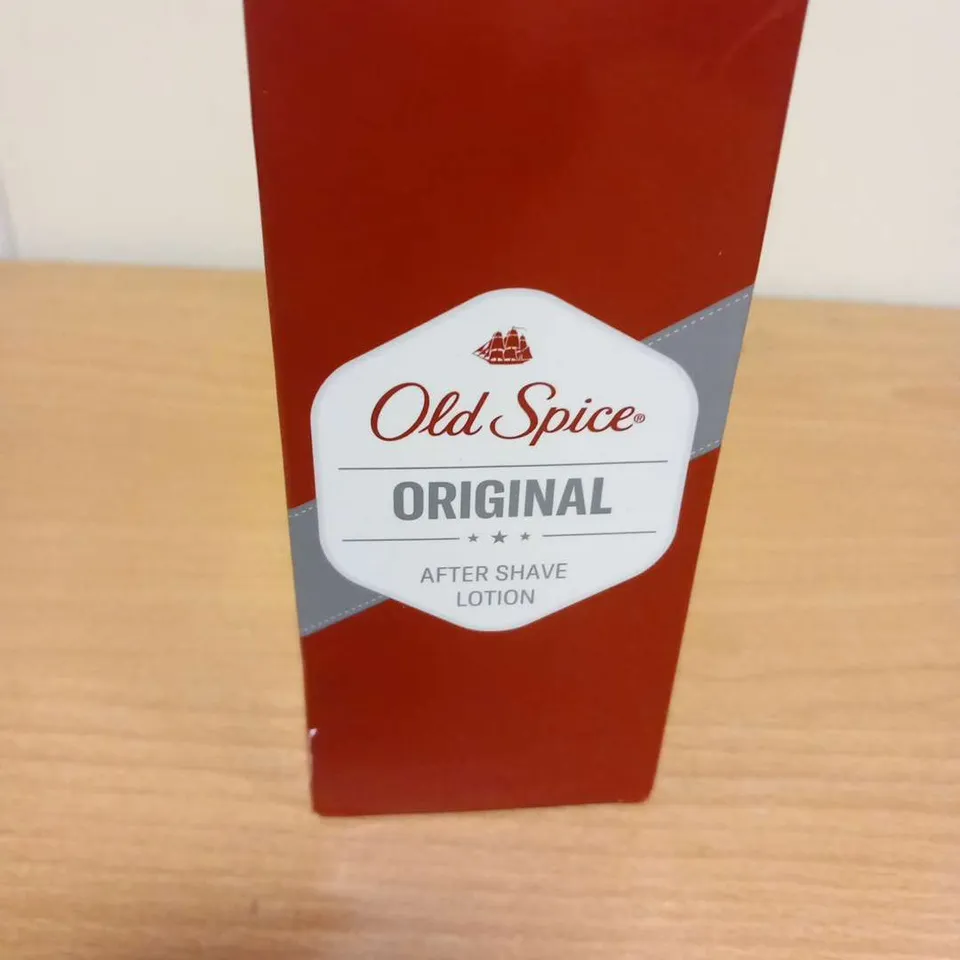 Old Spice®
ORIGINAL
AFTER SHAVE
LOTION